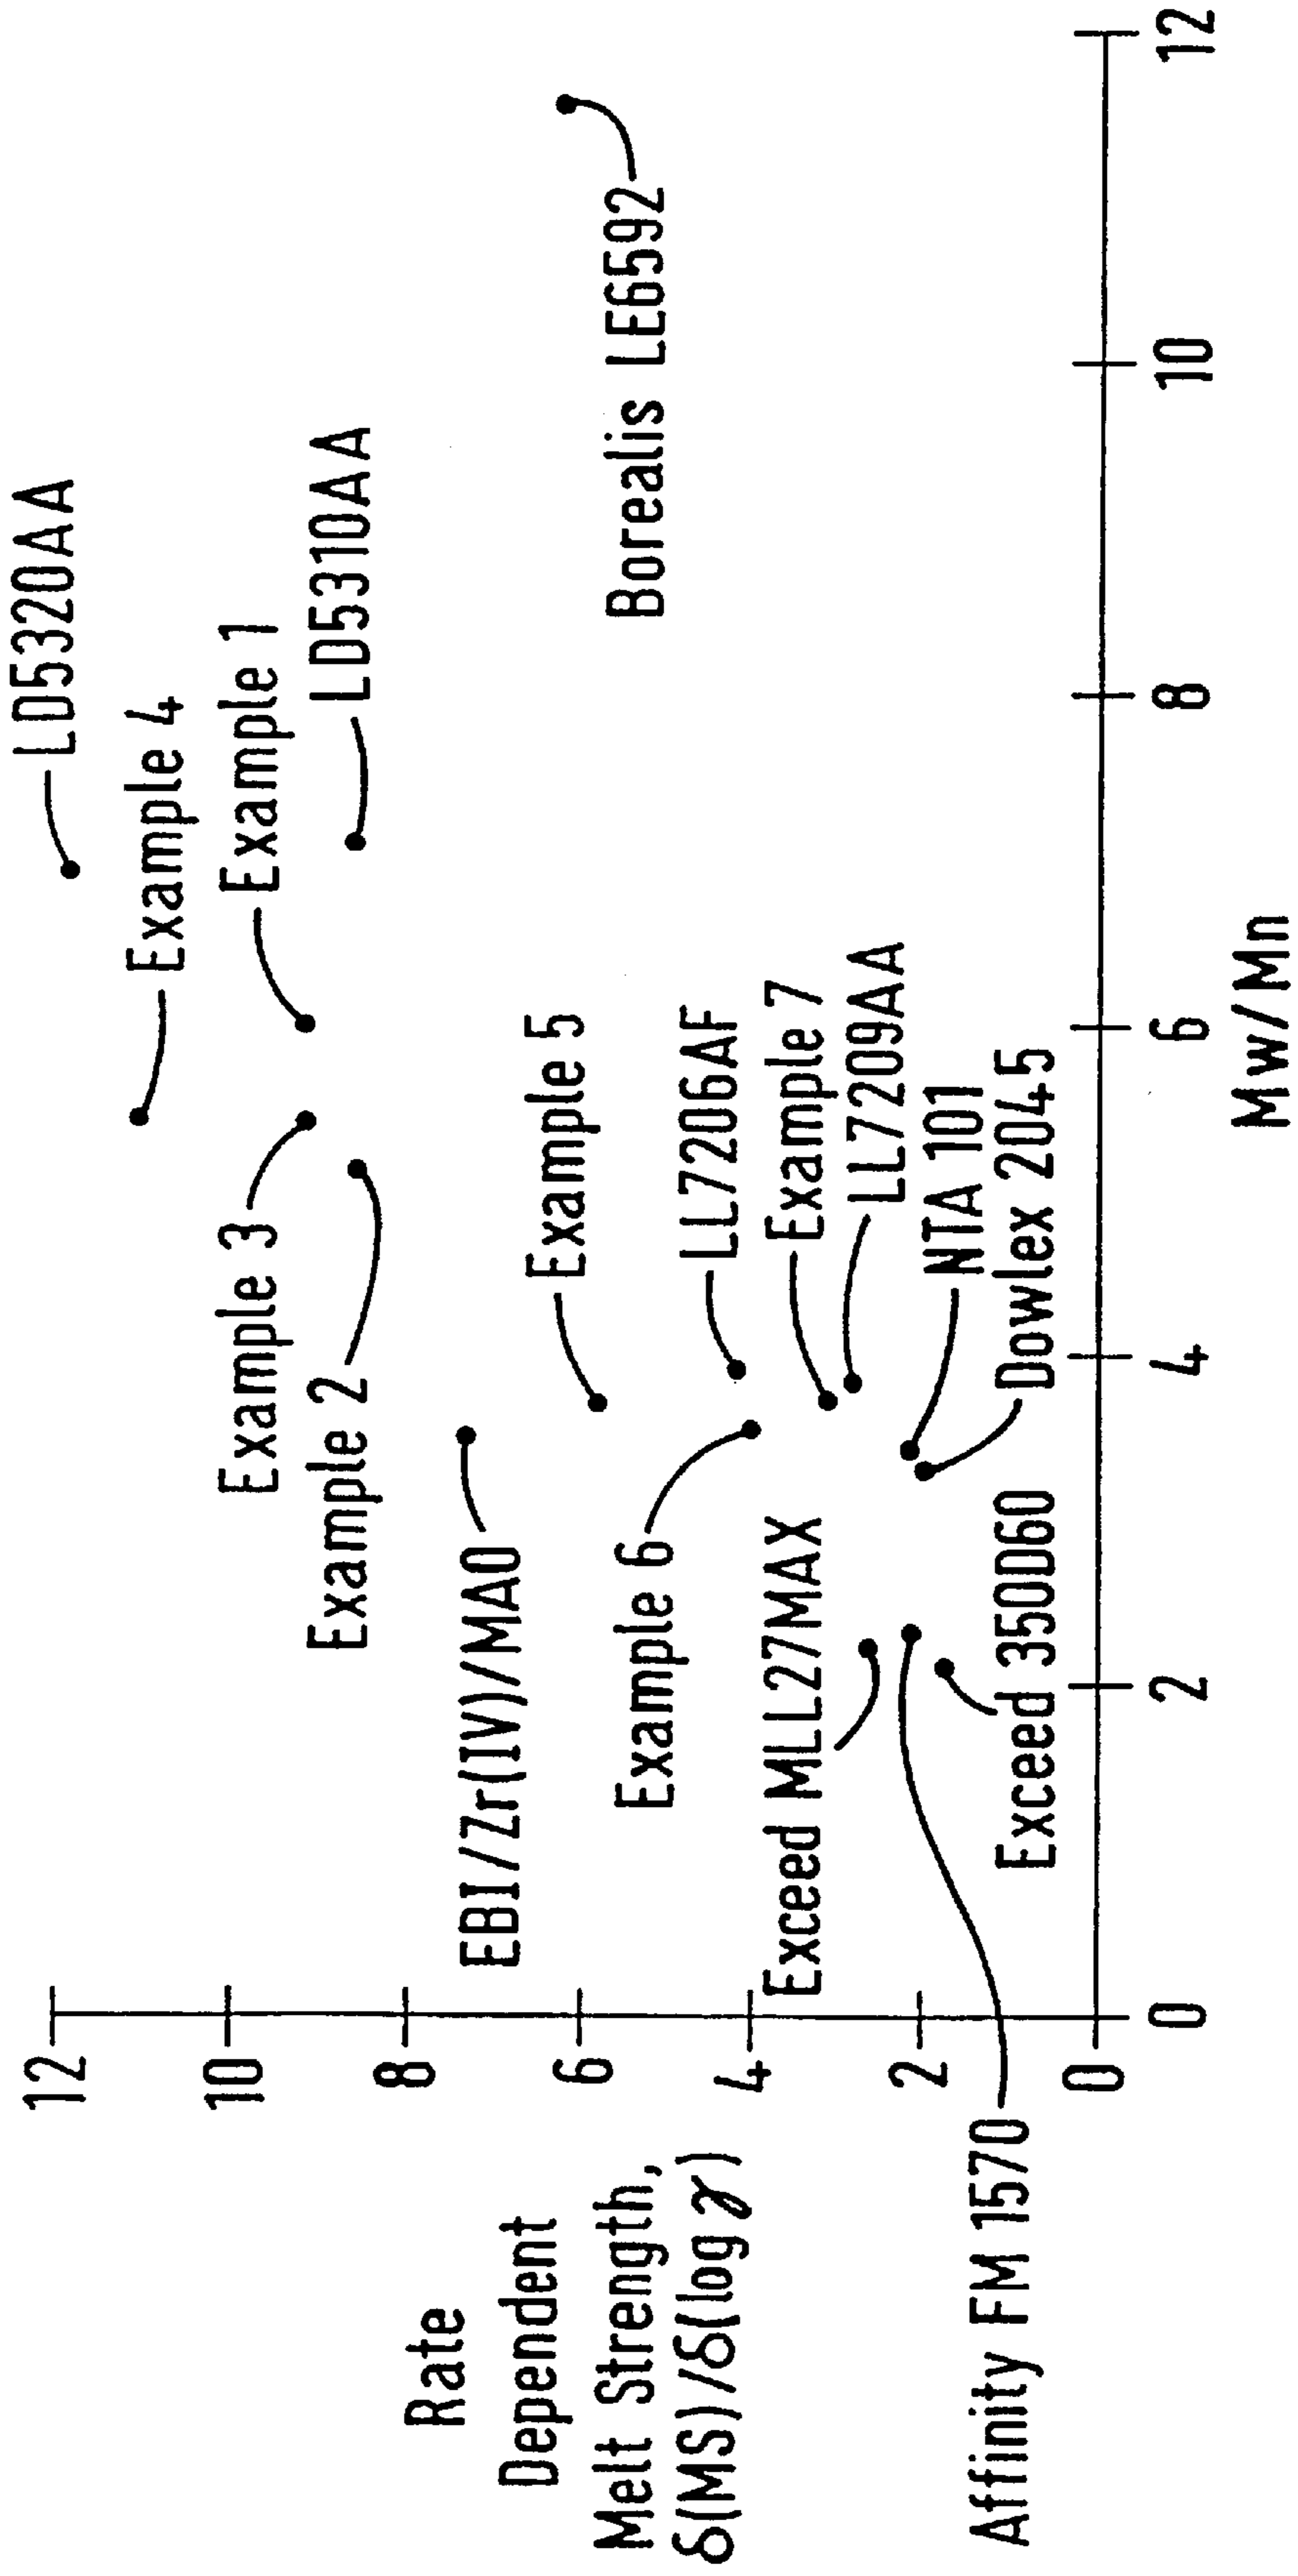 Rate
Dependent
Melt Strength,
δ(MS)/δ(log γ)
12
10
8
6
4
2
0
LD5320AA
Example 4
Example 1
LD5310AA
Example 3
Example 2
Borealis LE6592
EBI/Zr(IV)/MAO
Example 5
Example 6
LL7206AF
Example 7
Exceed MLL27MAX
LL7209AA
NTA 101
Dowlex 2045
Exceed 350D60
Affinity FM 1570
0
2
4
6
8
10
12
Mw/Mn